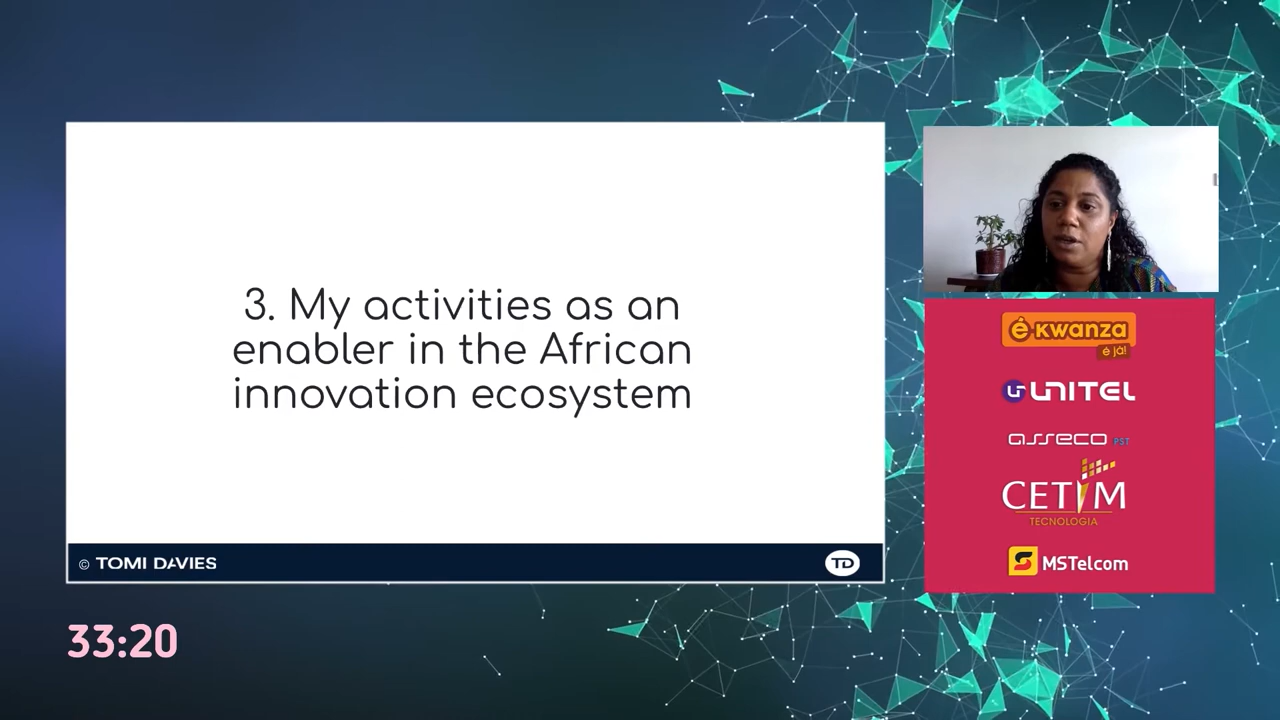 3. My activities as an
enabler in the African
innovation ecosystem
© TOMI DAVIES
TD
33:20
é-kwanza
é já!
UNITEL
asseco PST
CETIM
TECNOLOGIA
MSTelcom